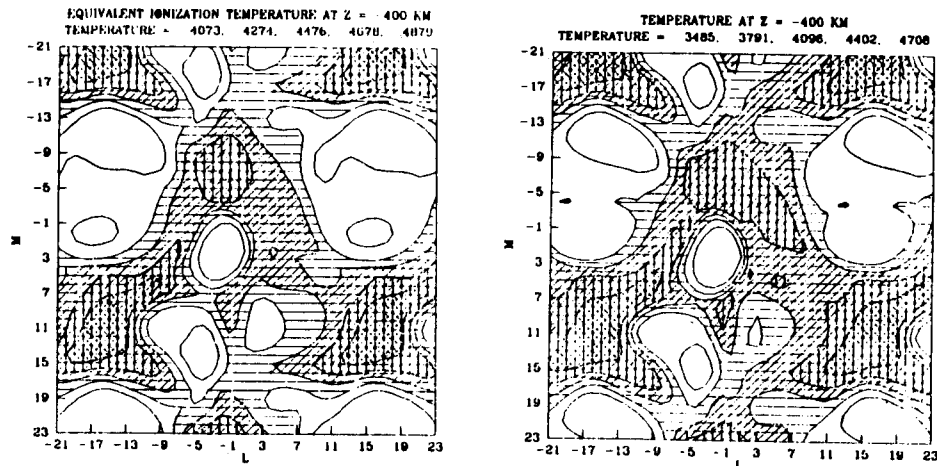 EQUIVALENT IONIZATION TEMPERATURE AT Z = -400 KM
TEMPERATURE = 4073. 4274. 4476. 4678. 4879
-21
-17
-13
-9
-5
-1
3
7
11
15
19
23
M
-21 -17 -13 -9 -5 -1 3 7 11 15 19 23
L
TEMPERATURE AT Z = -400 KM
TEMPERATURE = 3485. 3791. 4096. 4402. 4708
-21
-17
-13
-9
-5
-1
3
7
11
15
19
23
M
-21 -17 -13 -9 -5 -1 3 7 11 15 19 23
L